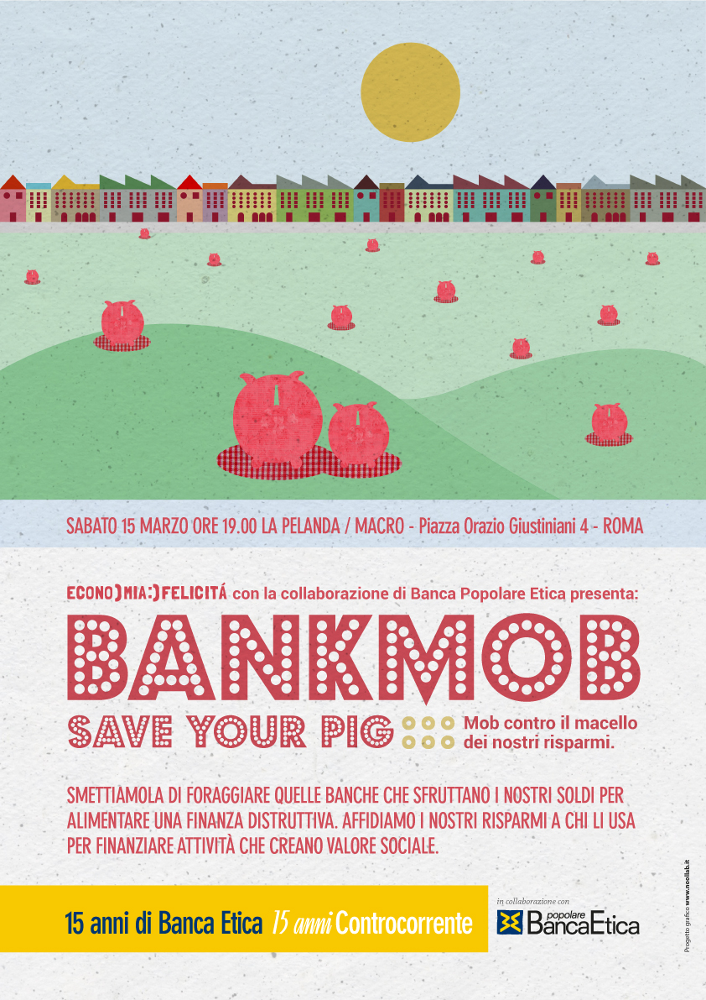 SABATO 15 MARZO ORE 19.00 LA PELANDA / MACRO - Piazza Orazio Giustiniani 4 - ROMA
ECONO:)MIA:)FELICITÁ con la collaborazione di Banca Popolare Etica presenta:
BANKMOB
SAVE YOUR PIG
Mob contro il macello
dei nostri risparmi.
SMETTIAMOLA DI FORAGGIARE QUELLE BANCHE CHE SFRUTTANO I NOSTRI SOLDI PER
ALIMENTARE UNA FINANZA DISTRUTTIVA. AFFIDIAMO I NOSTRI RISPARMI A CHI LI USA
PER FINANZIARE ATTIVITÀ CHE CREANO VALORE SOCIALE.
15 anni di Banca Etica 15 anni Controcorrente
in collaborazione con
popolare
BancaEtica
Progetto grafico www.noollab.it